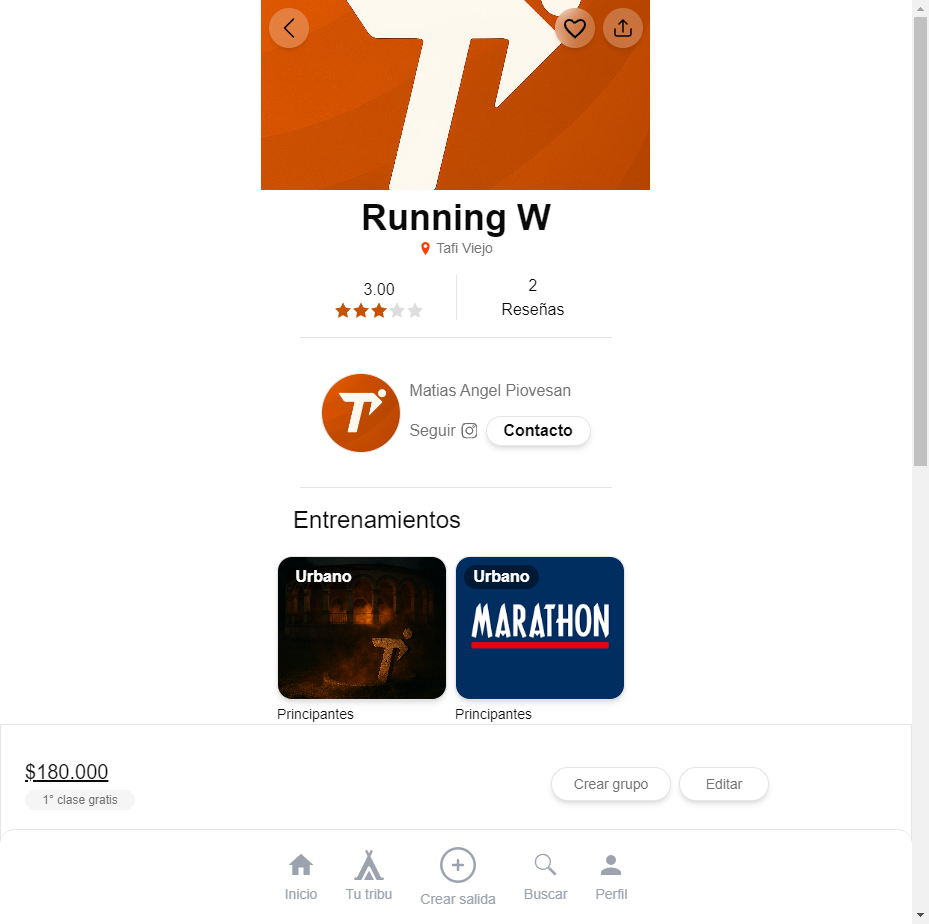 Running W
Tafi Viejo
3.00
2
Reseñas
Matias Angel Piovesan
Seguir
Contacto
Entrenamientos
Urbano
Urbano
MARATHON
Principantes
Principantes
$180.000
1° clase gratis
Crear grupo
Editar
Inicio
Tu tribu
Crear salida
Buscar
Perfil